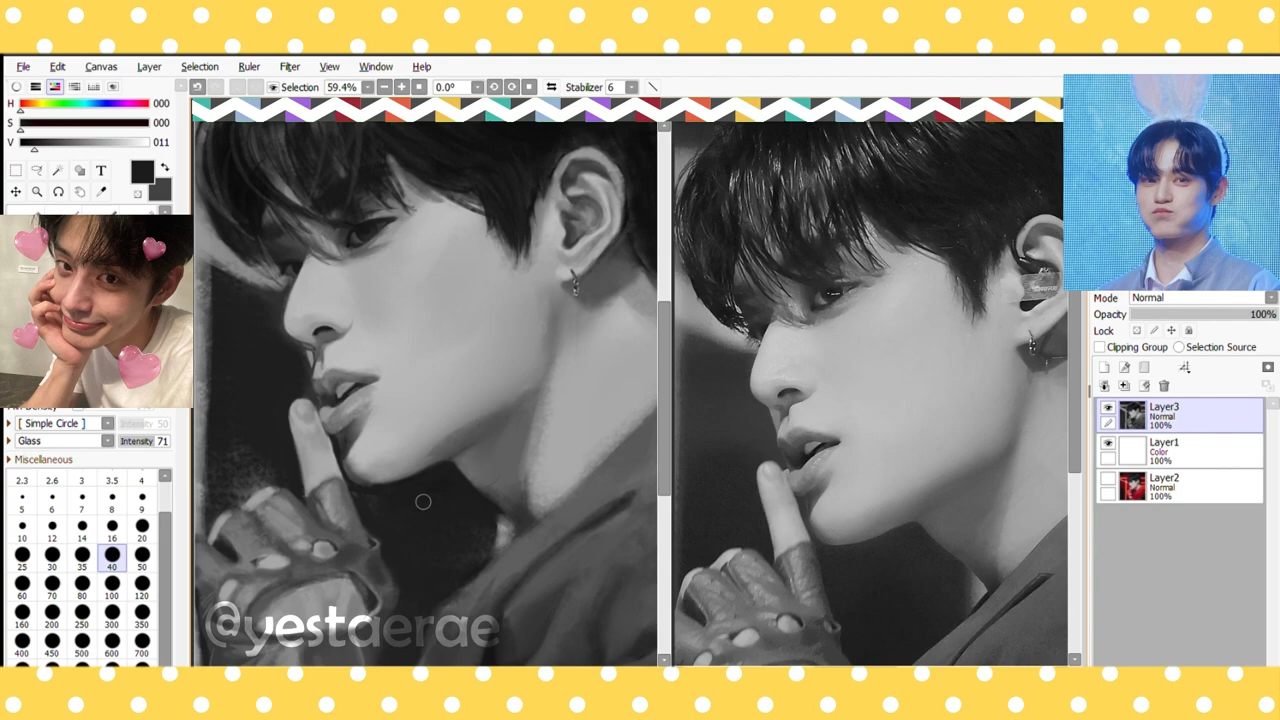 File Edit Canvas Layer Selection Ruler Filter View Window Help
Selection 59.4% 0.0° Stabilizer 6
H 000
S 000
V 011
T
Mode Normal
Opacity 100%
Lock
Clipping Group Selection Source
[ Simple Circle ] Intensity 50
Glass Intensity 71
Miscellaneous
2.3 2.6 3 3.5 4
5 6 7 8 9
10 12 14 16 20
25 30 35 40 50
60 70 80 100 120
160 200 250 300 350
400 450 500 600 700
Layer3
Normal
100%
Layer1
Color
100%
Layer2
Normal
100%
@yestaerae